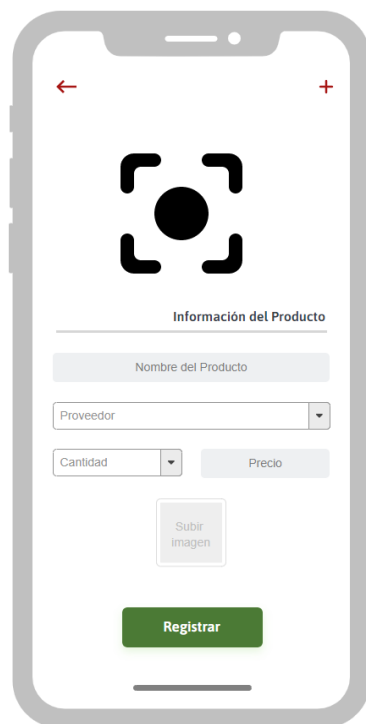 Información del Producto
Nombre del Producto
Proveedor
Cantidad
Precio
Subir
imagen
Registrar